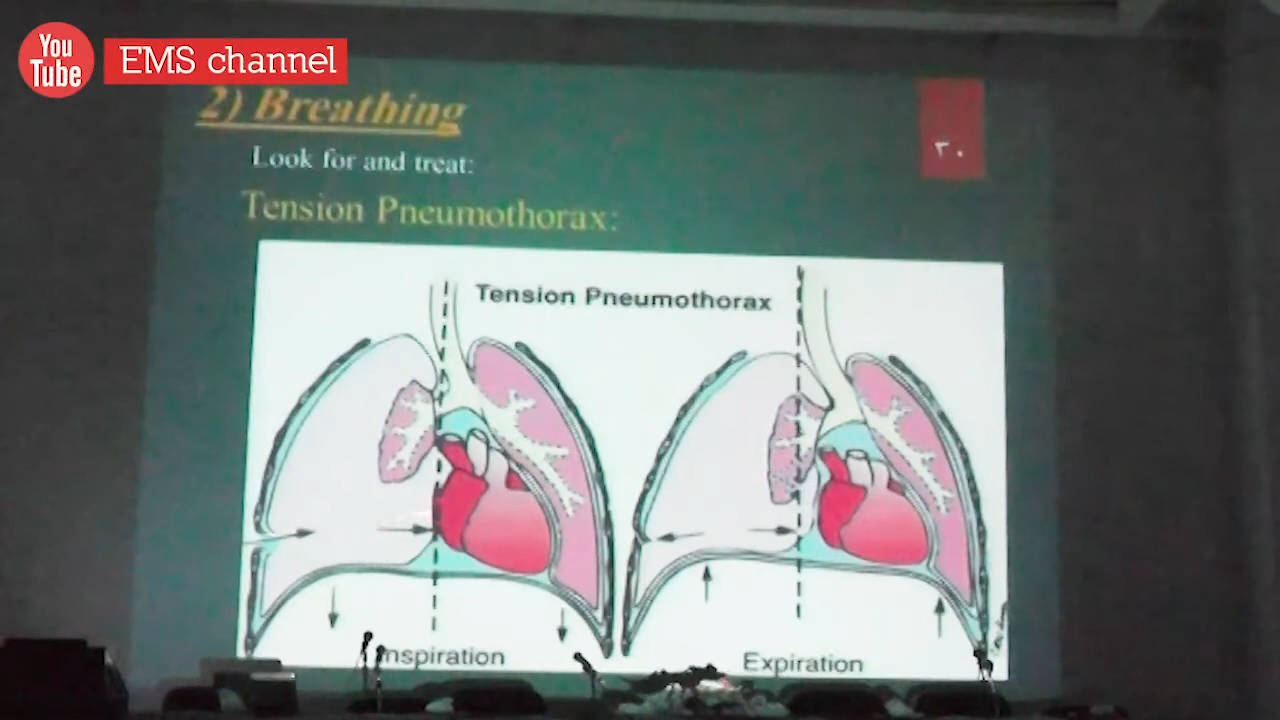 You
Tube
EMS channel
2) Breathing
٣٠
Look for and treat:
Tension Pneumothorax:
Tension Pneumothorax
Inspiration
Expiration